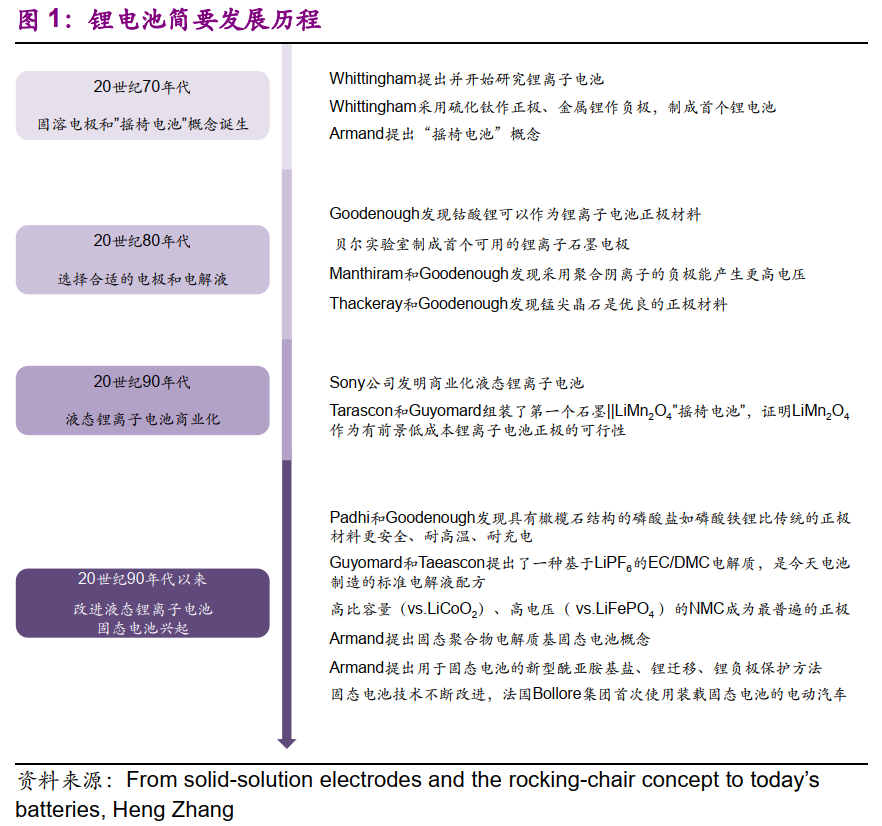 图 1：锂电池简要发展历程
20世纪70年代
固溶电极和”摇椅电池”概念诞生
Whittingham提出并开始研究锂离子电池
Whittingham采用硫化钛作正极、金属锂作负极，制成首个锂电池
Armand提出“摇椅电池”概念
20世纪80年代
选择合适的电极和电解液
Goodenough发现钴酸锂可以作为锂离子电池正极材料
贝尔实验室制成首个可用的锂离子石墨电极
Manthiram和Goodenough发现采用聚合阴离子的负极能产生更高电压
Thackeray和Goodenough发现锰尖晶石是优良的正极材料
20世纪90年代
液态锂离子电池商业化
Sony公司发明商业化液态锂离子电池
Tarascon和Guyomard组装了第一个石墨||LiMn₂O₄”摇椅电池”，证明LiMn₂O₄
作为有前景低成本锂离子电池正极的可行性
20世纪90年代以来
改进液态锂离子电池
固态电池兴起
Padhi和Goodenough发现具有橄榄石结构的磷酸盐如磷酸铁锂比传统的正极
材料更安全、耐高温、耐充电
Guyomard和Taeascon提出了一种基于LiPF₆的EC/DMC电解质，是今天电池
制造的标准电解液配方
高比容量（vs.LiCoO₂）、高电压（ vs.LiFePO₄ ）的NMC成为最普遍的正极
Armand提出固态聚合物电解质基固态电池概念
Armand提出用于固态电池的新型酰亚胺基盐、锂迁移、锂负极保护方法
固态电池技术不断改进，法国Bollore集团首次使用装载固态电池的电动汽车
资料来源：From solid-solution electrodes and the rocking-chair concept to today’s
batteries, Heng Zhang